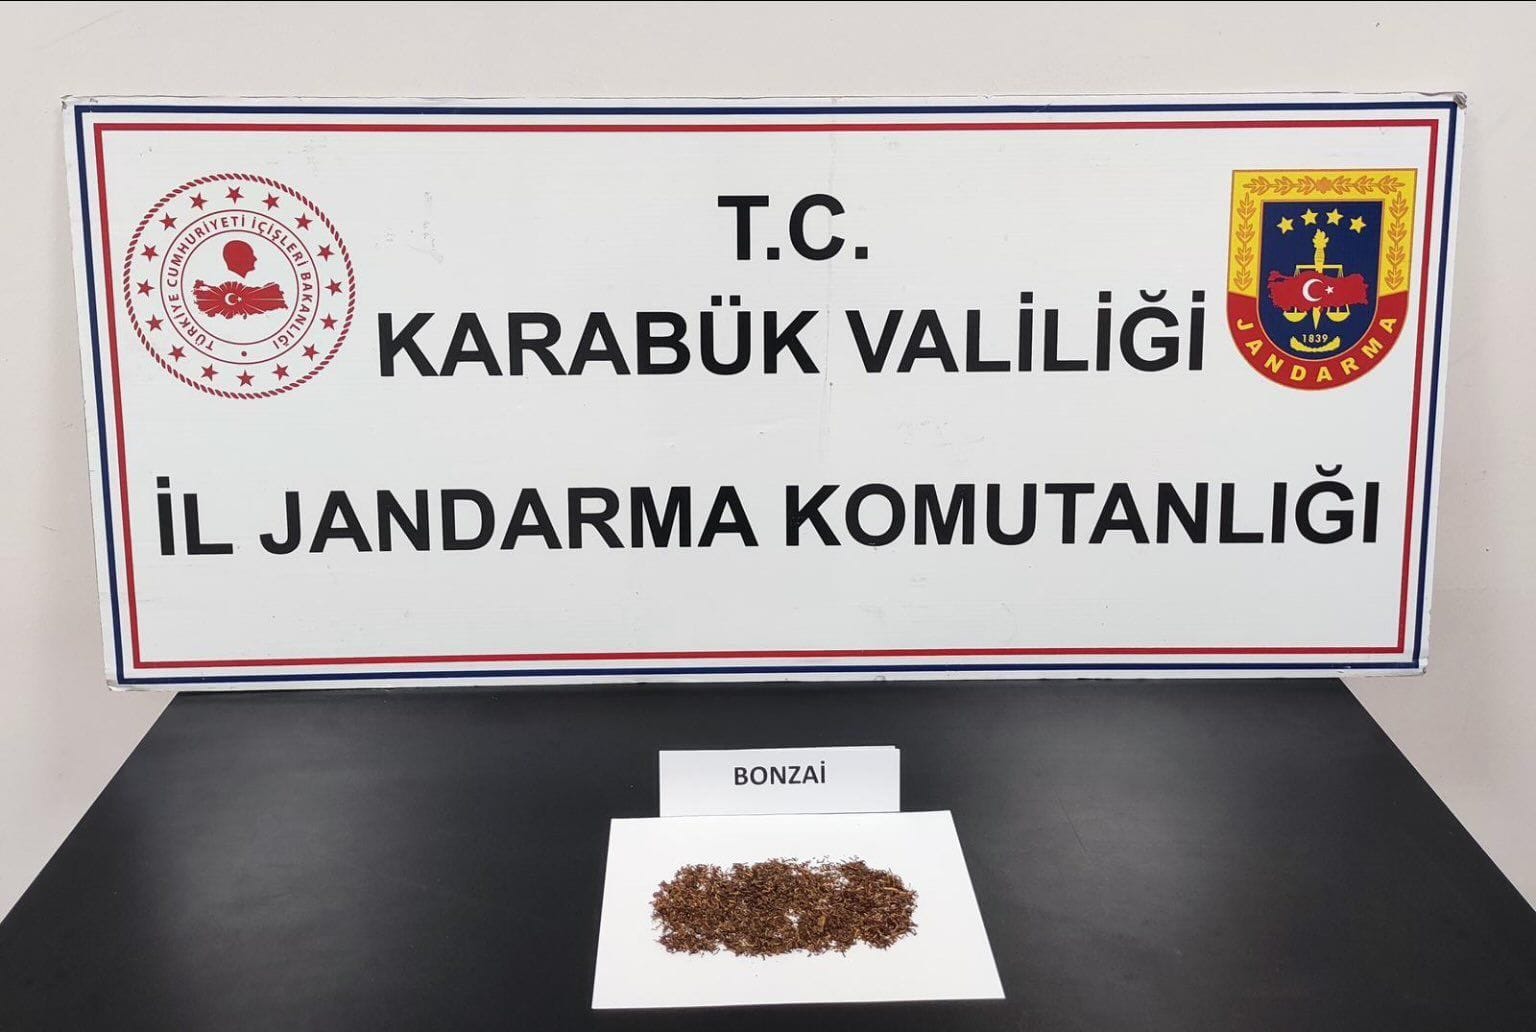 T.C.
KARABÜK VALİLİĞİ
İL JANDARMA KOMUTANLIĞI
TÜRKİYE CUMHURİYETİ İÇİŞLERİ BAKANLIĞI
1839
JANDARMA
BONZAİ